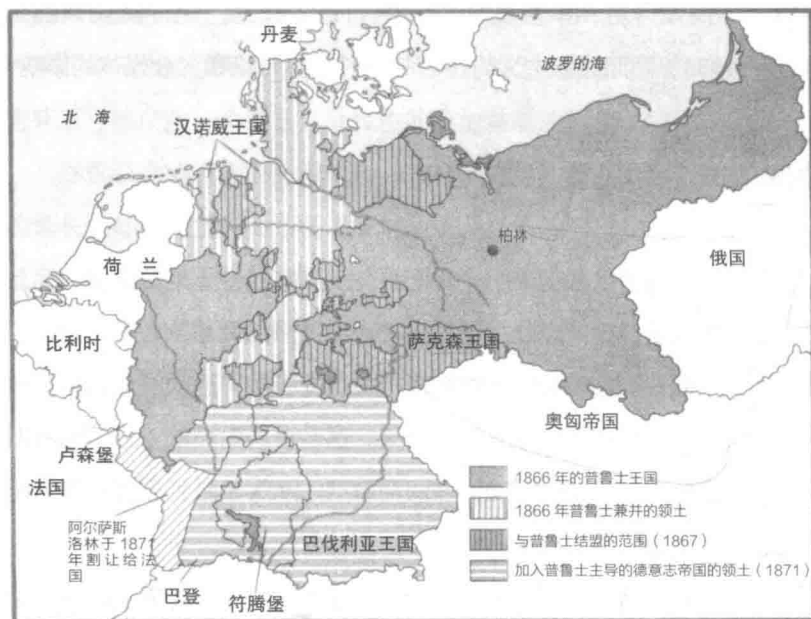 丹麦
波罗的海
北 海
汉诺威王国
柏林
荷 兰
俄国
比利时
萨克森王国
奥匈帝国
卢森堡
法国
阿尔萨斯
洛林于1871
年割让给法
国
巴伐利亚王国
巴登
符腾堡
1866 年的普鲁士王国
1866 年普鲁士兼并的领土
与普鲁士结盟的范围（1867）
加入普鲁士主导的德意志帝国的领土（1871）